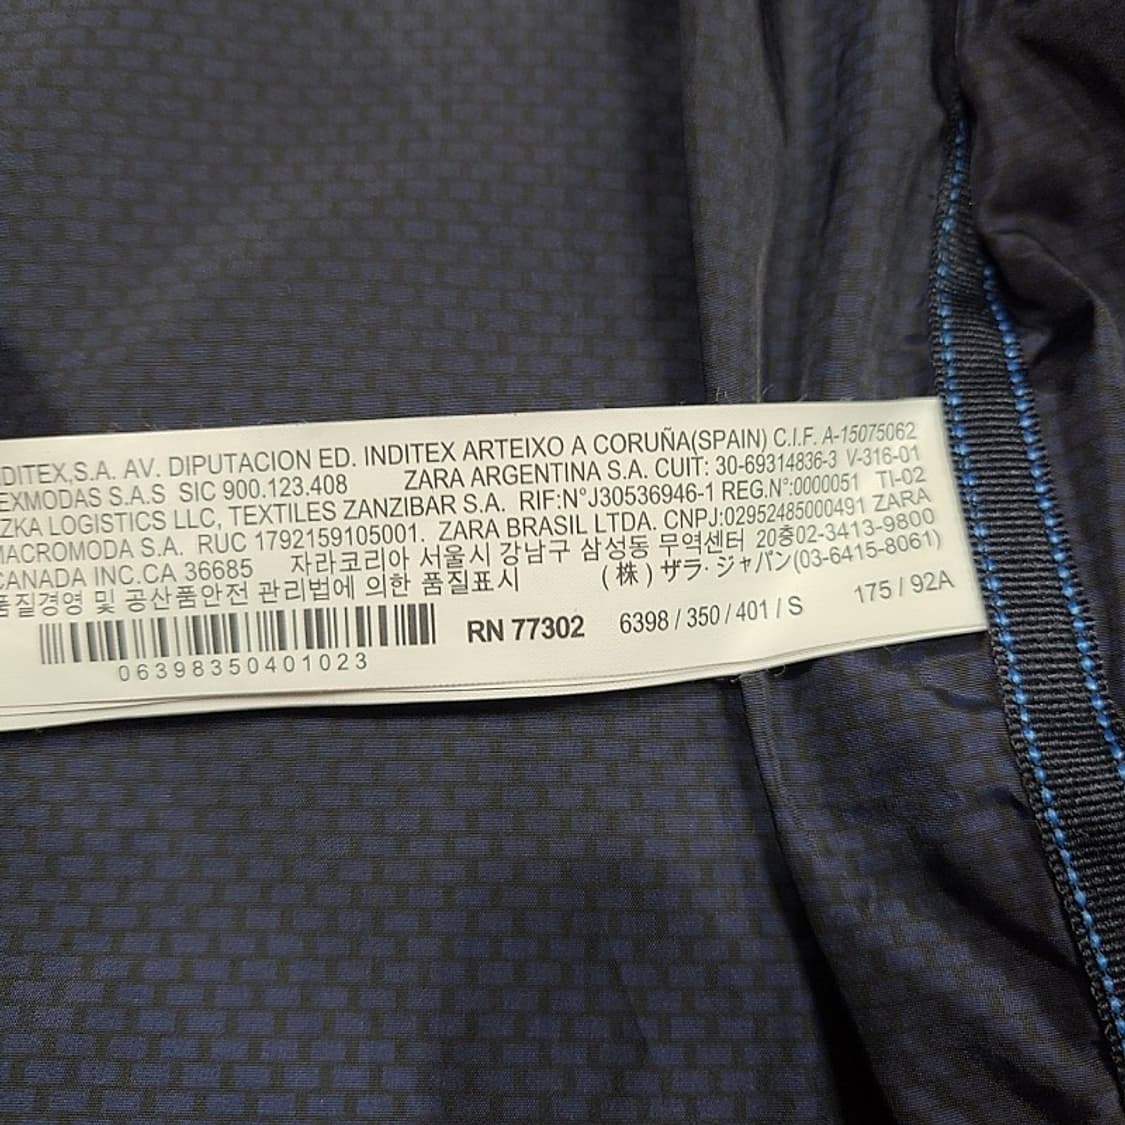 DITEX,S.A. AV. DIPUTACION ED. INDITEX ARTEIXO A CORUÑA(SPAIN) C.I.F. A-15075062
EXMODAS S.A.S SIC 900.123.408 ZARA ARGENTINA S.A. CUIT: 30-69314836-3 V-316-01
ZKA LOGISTICS LLC, TEXTILES ZANZIBAR S.A. RIF:N°J30536946-1 REG.N°:0000051 TI-02
MACROMODA S.A. RUC 1792159105001. ZARA BRASIL LTDA. CNPJ:02952485000491 ZARA
CANADA INC.CA 36685 자라코리아 서울시 강남구 삼성동 무역센터 20층02-3413-9800
품질경영 및 공산품안전 관리법에 의한 품질표시 (株) ザラ·ジャパン(03-6415-8061)
RN 77302 6398 / 350 / 401 / S 175 / 92A
06398350401023